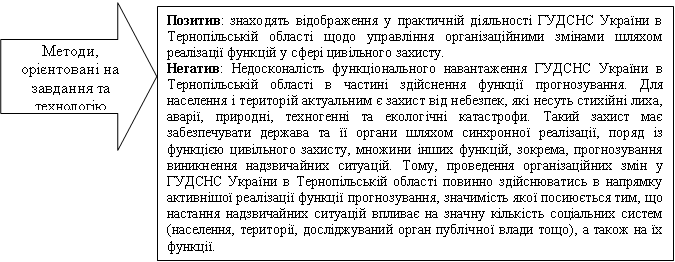 Методи,
орієнтовані на
завдання та
технологію
Позитив: знаходять відображення у практичній діяльності ГУДСНС України в
Тернопільській області щодо управління організаційними змінами шляхом
реалізації функцій у сфері цивільного захисту.
Негатив: Недосконалість функціонального навантаження ГУДСНС України в
Тернопільській області в частині здійснення функції прогнозування. Для
населення і територій актуальним є захист від небезпек, які несуть стихійні лиха,
аварії, природні, техногенні та екологічні катастрофи. Такий захист має
забезпечувати держава та її органи шляхом синхронної реалізації, поряд із
функцією цивільного захисту, множини інших функцій, зокрема, прогнозування
виникнення надзвичайних ситуацій. Тому, проведення організаційних змін у
ГУДСНС України в Тернопільській області повинно здійснюватись в напрямку
активнішої реалізації функції прогнозування, значимість якої посиюється тим, що
настання надзвичайних ситуацій впливає на значну кількість соціальних систем
(населення, території, досліджуваний орган публічної влади тощо), а також на їх
функції.